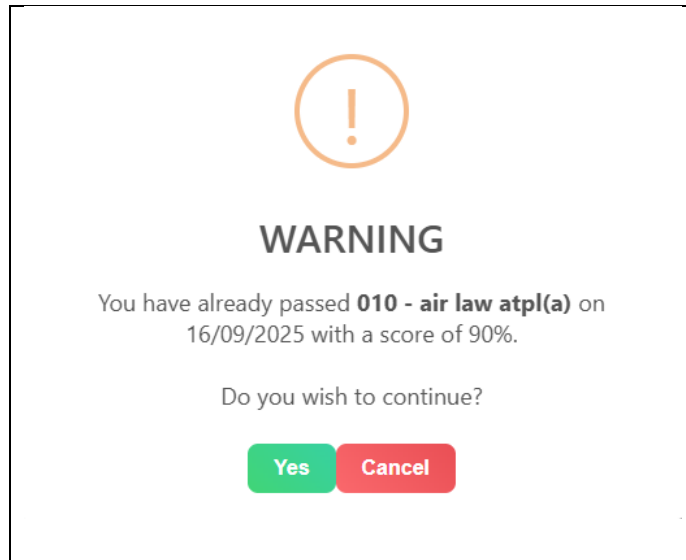 !
WARNING
You have already passed 010 - air law atpl(a) on
16/09/2025 with a score of 90%.
Do you wish to continue?
Yes Cancel